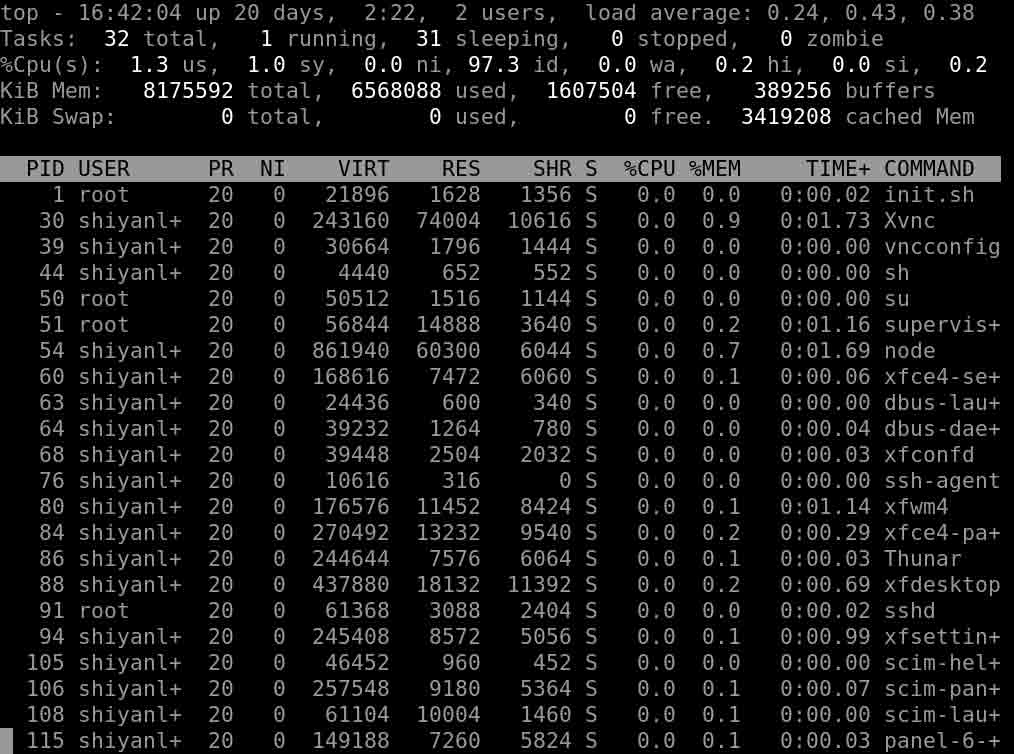 top - 16:42:04 up 20 days,  2:22,  2 users,  load average: 0.24, 0.43, 0.38
Tasks:  32 total,   1 running,  31 sleeping,   0 stopped,   0 zombie
%Cpu(s):  1.3 us,  1.0 sy,  0.0 ni, 97.3 id,  0.0 wa,  0.2 hi,  0.0 si,  0.2
KiB Mem:   8175592 total,  6568088 used,  1607504 free,   389256 buffers
KiB Swap:        0 total,        0 used,        0 free.  3419208 cached Mem
  PID USER      PR  NI    VIRT    RES    SHR S  %CPU %MEM     TIME+ COMMAND
    1 root      20   0   21896   1628   1356 S   0.0  0.0   0:00.02 init.sh
   30 shiyanl+  20   0  243160  74004  10616 S   0.0  0.9   0:01.73 Xvnc
   39 shiyanl+  20   0   30664   1796   1444 S   0.0  0.0   0:00.00 vncconfig
   44 shiyanl+  20   0    4440    652    552 S   0.0  0.0   0:00.00 sh
   50 root      20   0   50512   1516   1144 S   0.0  0.0   0:00.00 su
   51 root      20   0   56844  14888   3640 S   0.0  0.2   0:01.16 supervis+
   54 shiyanl+  20   0  861940  60300   6044 S   0.0  0.7   0:01.69 node
   60 shiyanl+  20   0  168616   7472   6060 S   0.0  0.1   0:00.06 xfce4-se+
   63 shiyanl+  20   0   24436    600    340 S   0.0  0.0   0:00.00 dbus-lau+
   64 shiyanl+  20   0   39232   1264    780 S   0.0  0.0   0:00.04 dbus-dae+
   68 shiyanl+  20   0   39448   2504   2032 S   0.0  0.0   0:00.03 xfconfd
   76 shiyanl+  20   0   10616    316      0 S   0.0  0.0   0:00.00 ssh-agent
   80 shiyanl+  20   0  176576  11452   8424 S   0.0  0.1   0:01.14 xfwm4
   84 shiyanl+  20   0  270492  13232   9540 S   0.0  0.2   0:00.29 xfce4-pa+
   86 shiyanl+  20   0  244644   7576   6064 S   0.0  0.1   0:00.03 Thunar
   88 shiyanl+  20   0  437880  18132  11392 S   0.0  0.2   0:00.69 xfdesktop
   91 root      20   0   61368   3088   2404 S   0.0  0.0   0:00.02 sshd
   94 shiyanl+  20   0  245408   8572   5056 S   0.0  0.1   0:00.99 xfsettin+
  105 shiyanl+  20   0   46452    960    452 S   0.0  0.0   0:00.00 scim-hel+
  106 shiyanl+  20   0  257548   9180   5364 S   0.0  0.1   0:00.07 scim-pan+
  108 shiyanl+  20   0   61104  10004   1460 S   0.0  0.1   0:00.00 scim-lau+
  115 shiyanl+  20   0  149188   7260   5824 S   0.0  0.1   0:00.03 panel-6-+